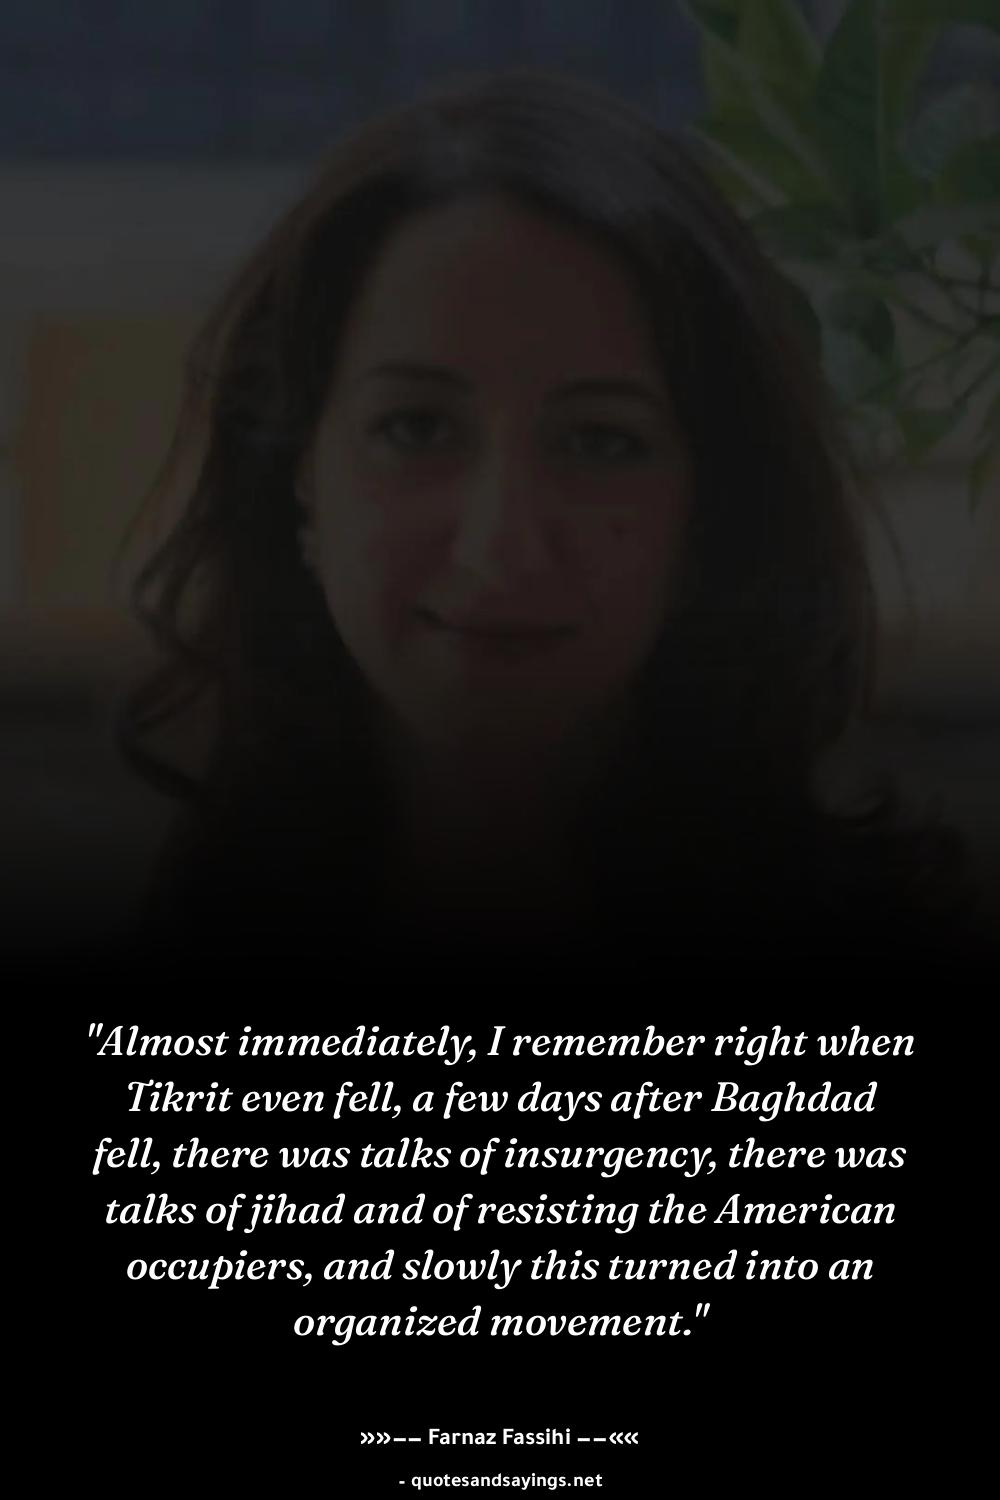 "Almost immediately, I remember right when
Tikrit even fell, a few days after Baghdad
fell, there was talks of insurgency, there was
talks of jihad and of resisting the American
occupiers, and slowly this turned into an
organized movement."
»»−− Farnaz Fassihi −−««
- quotesandsayings.net